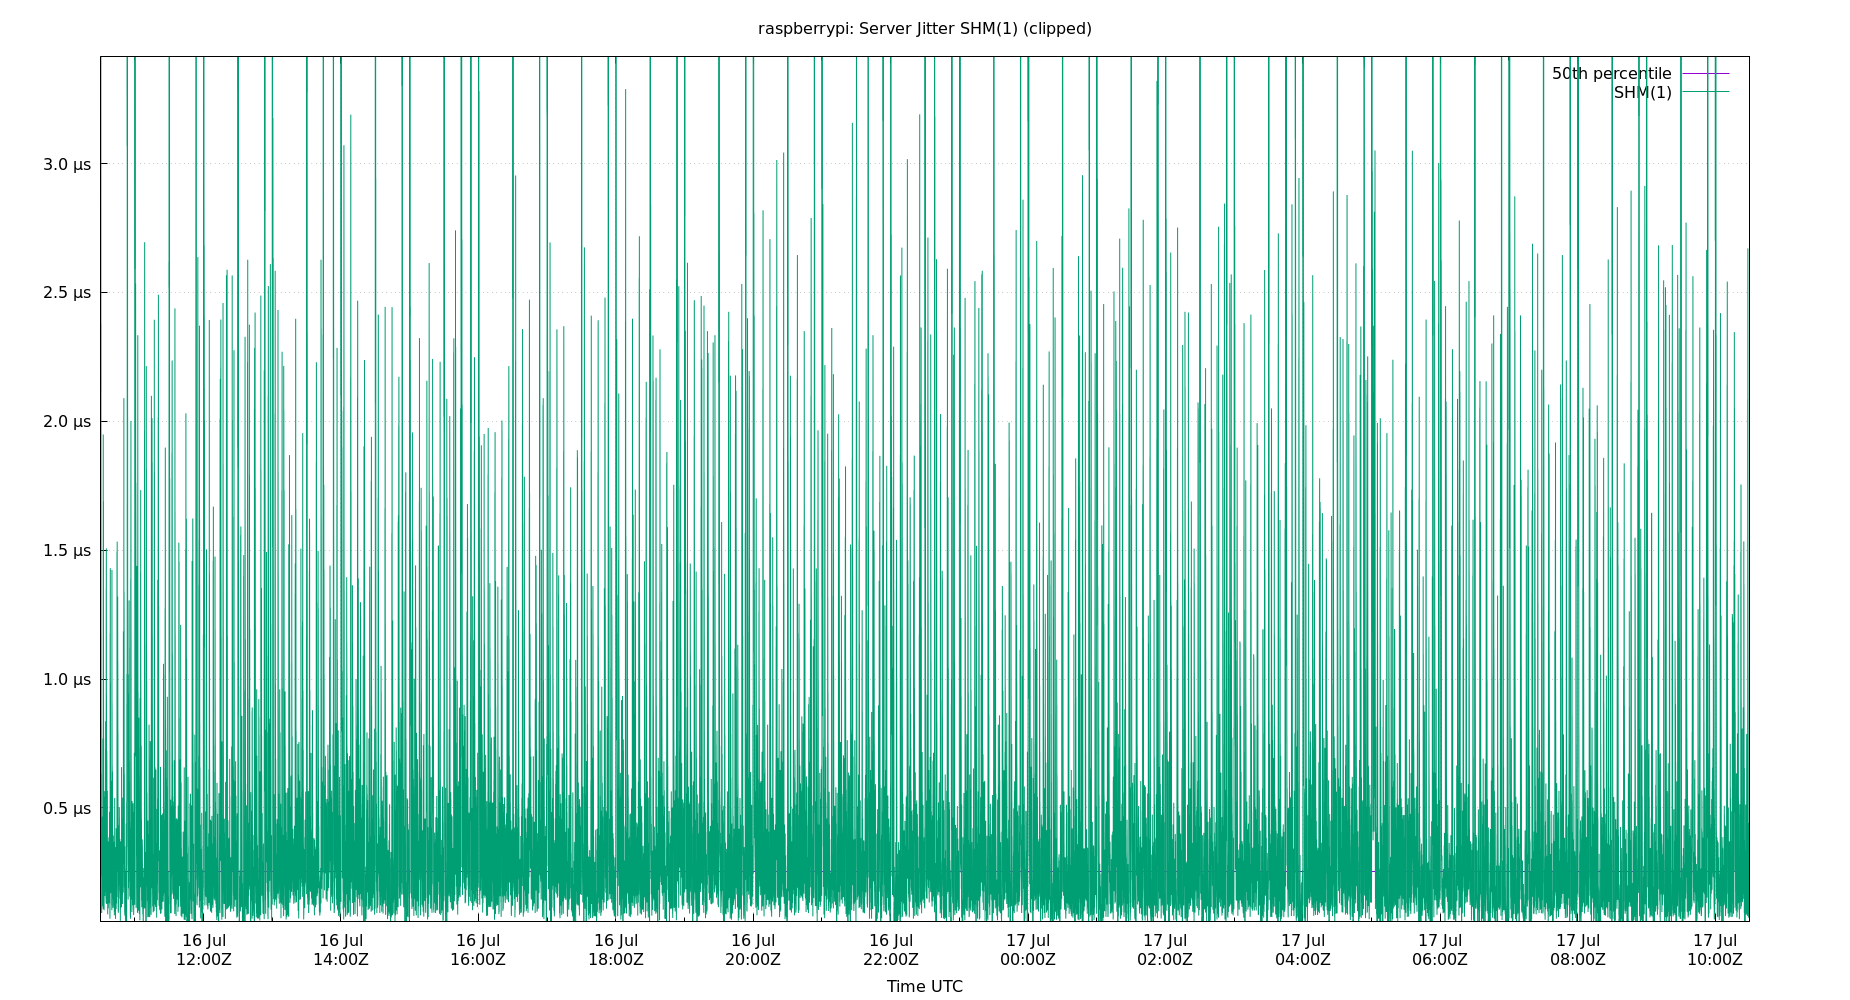 raspberrypi: Server Jitter SHM(1) (clipped)
50th percentile
SHM(1)
3.0 µs
2.5 µs
2.0 µs
1.5 µs
1.0 µs
0.5 µs
16 Jul 16 Jul 16 Jul 16 Jul 16 Jul 16 Jul 17 Jul 17 Jul 17 Jul 17 Jul 17 Jul 17 Jul
12:00Z 14:00Z 16:00Z 18:00Z 20:00Z 22:00Z 00:00Z 02:00Z 04:00Z 06:00Z 08:00Z 10:00Z
Time UTC